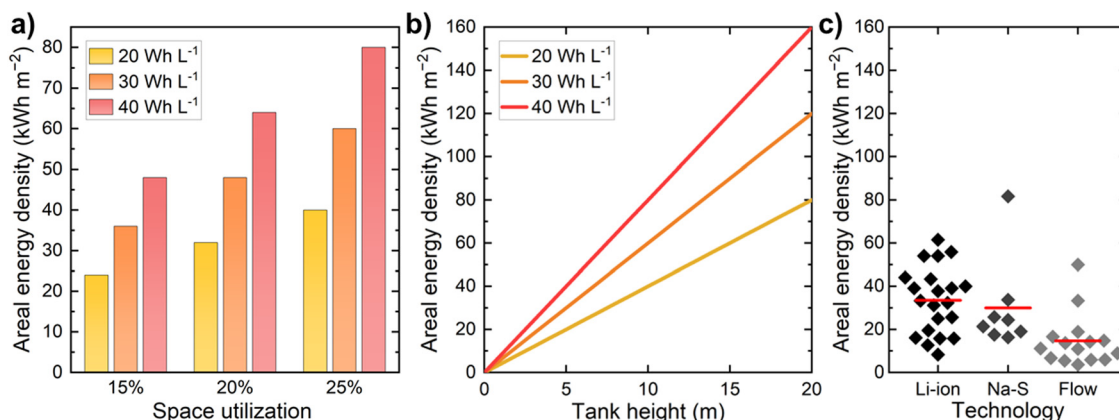 a)
Areal energy density (kWh m⁻²)
80
70
60
50
40
30
20
10
0
20 Wh L⁻¹
30 Wh L⁻¹
40 Wh L⁻¹
15% 20% 25%
Space utilization
b)
Areal energy density (kWh m⁻²)
160
140
120
100
80
60
40
20
0
20 Wh L⁻¹
30 Wh L⁻¹
40 Wh L⁻¹
0 5 10 15 20
Tank height (m)
c)
Areal energy density (kWh m⁻²)
160
140
120
100
80
60
40
20
0
Li-ion Na-S Flow
Technology